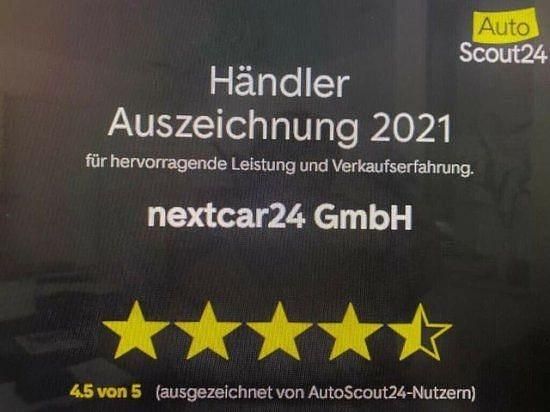 Auto
Scout24
Händler
Auszeichnung 2021
für hervorragende Leistung und Verkaufserfahrung.
nextcar24 GmbH
4.5 von 5 (ausgezeichnet von AutoScout24-Nutzern)